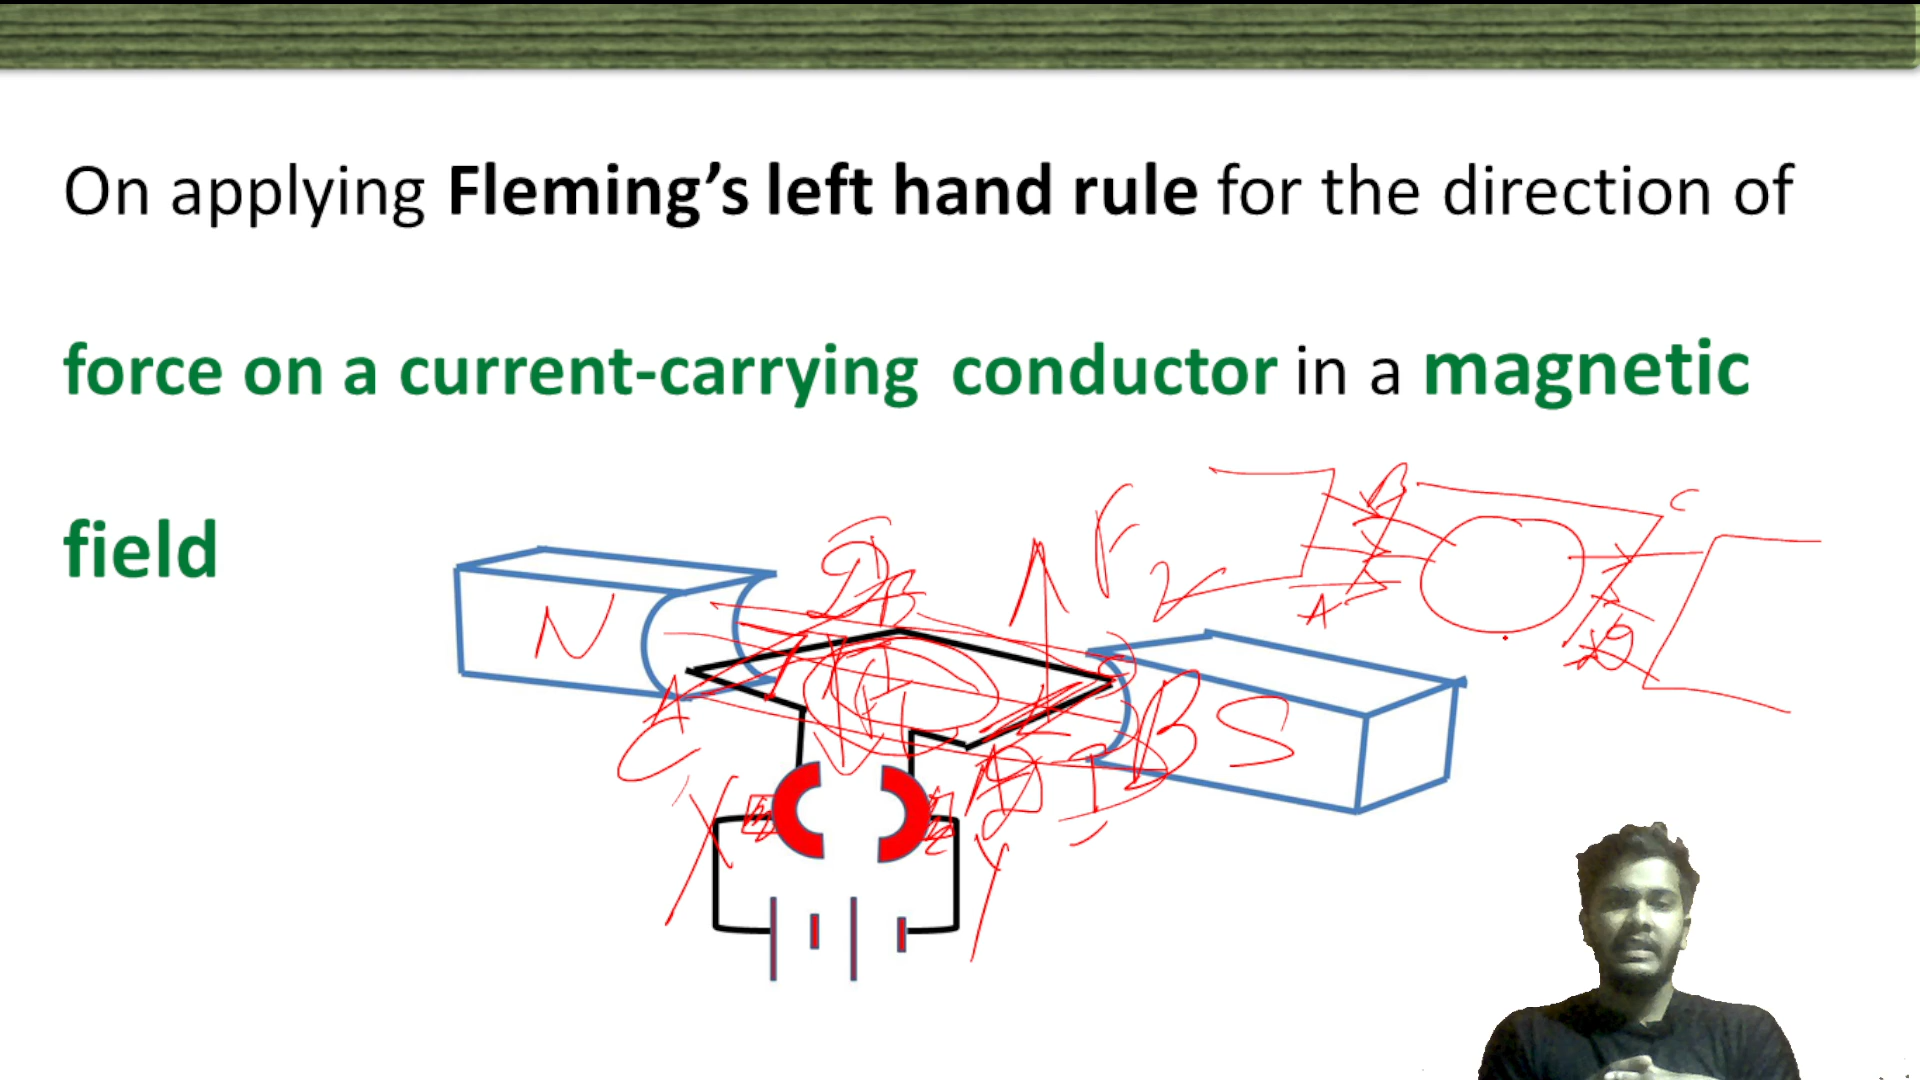 On applying Fleming’s left hand rule for the direction of
force on a current-carrying conductor in a magnetic
field
F
B
C
A
N
B
A
B
S
C
I
X
Y